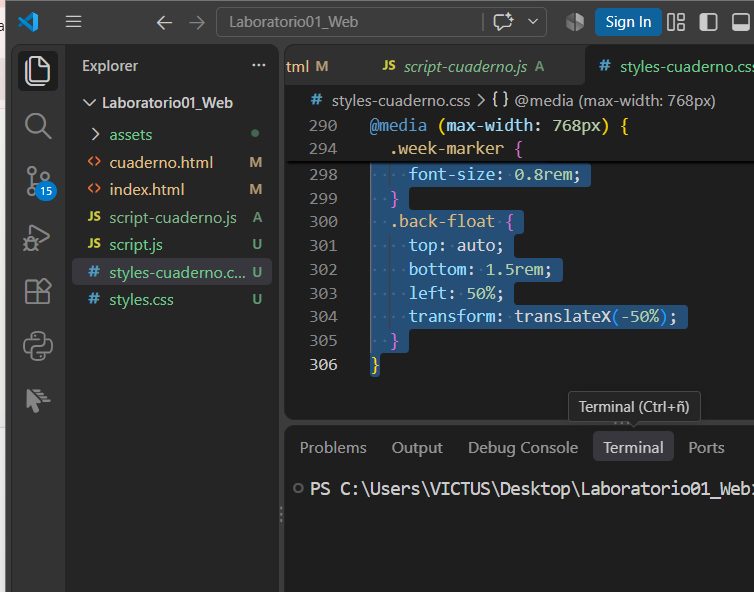 Laboratorio01_Web
Sign In
Explorer
Laboratorio01_Web
assets
<> cuaderno.html M
<> index.html M
JS script-cuaderno.js A
JS script.js U
# styles-cuaderno.c... U
# styles.css U
15
tml M
JS script-cuaderno.js A
# styles-cuaderno.css
# styles-cuaderno.css > {} @media (max-width: 768px)
290 @media (max-width: 768px) {
294 .week-marker {
298 font-size: 0.8rem;
299 }
300 .back-float {
301 top: auto;
302 bottom: 1.5rem;
303 left: 50%;
304 transform: translateX(-50%);
305 }
306 }
Terminal (Ctrl+ñ)
Problems Output Debug Console Terminal Ports
PS C:\Users\VICTUS\Desktop\Laboratorio01_Web>